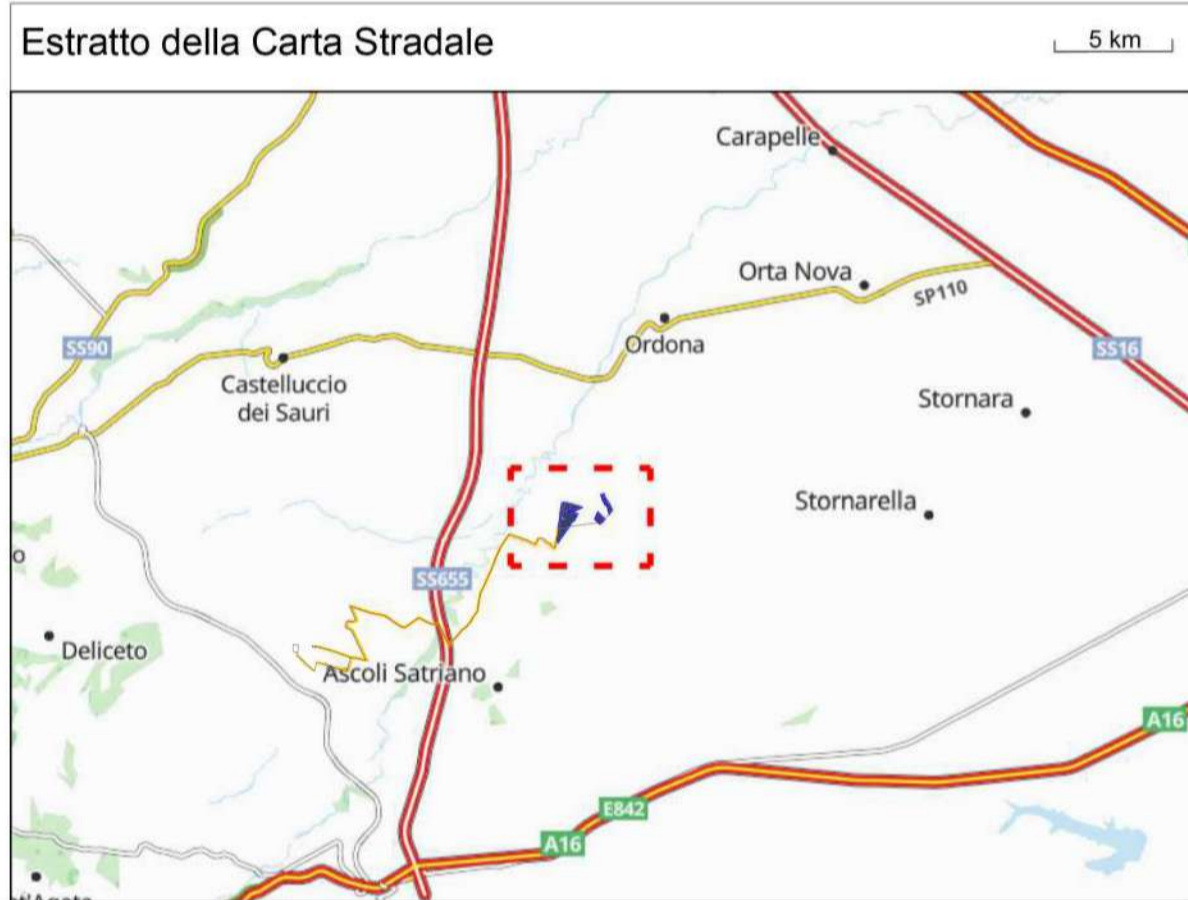 Estratto della Carta Stradale
5 km
Carapelle
Orta Nova
SP110
Ordona
SS90
SS16
Castelluccio
dei Sauri
Stornara
Stornarella
o
SS655
Deliceto
Ascoli Satriano
A16
E842
A16